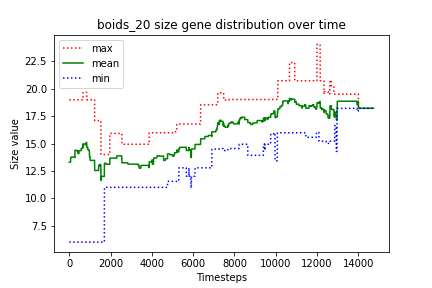 boids_20 size gene distribution over time
max
mean
min
Size value
22.5
20.0
17.5
15.0
12.5
10.0
7.5
0 2000 4000 6000 8000 10000 12000 14000
Timesteps